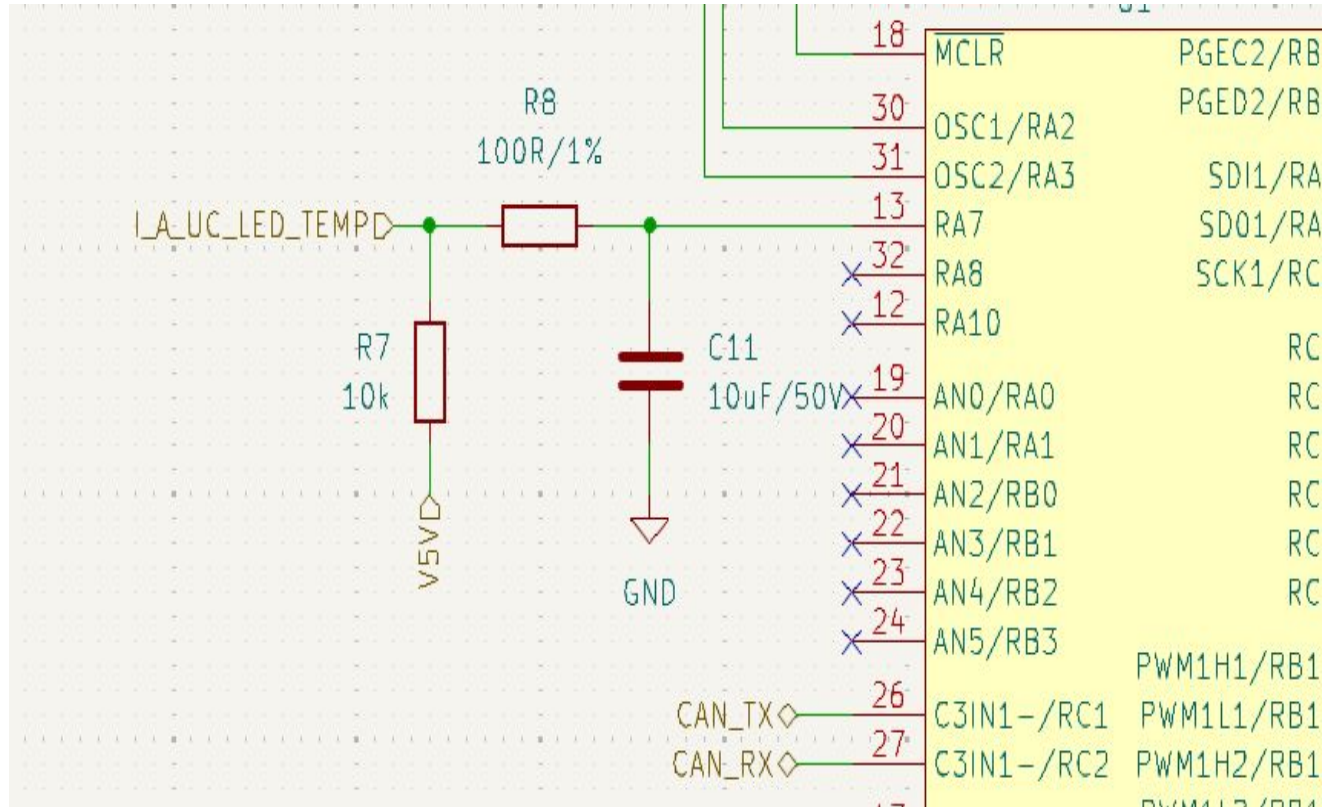 18
MCLR
PGEC2/RB
R8
30
PGED2/RB
100R/1%
OSC1/RA2
31
OSC2/RA3
SDI1/RA
13
I_A_UC_LED_TEMP
RA7
SDO1/RA
32
RA8
SCK1/RC
12
RA10
R7
C11
RC
10k
10uF/50V
19
AN0/RA0
RC
20
AN1/RA1
RC
21
AN2/RB0
RC
V5V
22
AN3/RB1
RC
GND
23
AN4/RB2
RC
24
AN5/RB3
PWM1H1/RB1
CAN_TX
26
C3IN1-/RC1
PWM1L1/RB1
CAN_RX
27
C3IN1-/RC2
PWM1H2/RB1